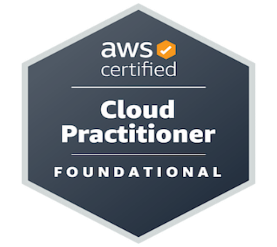 aws
certified
Cloud
Practitioner
FOUNDATIONAL